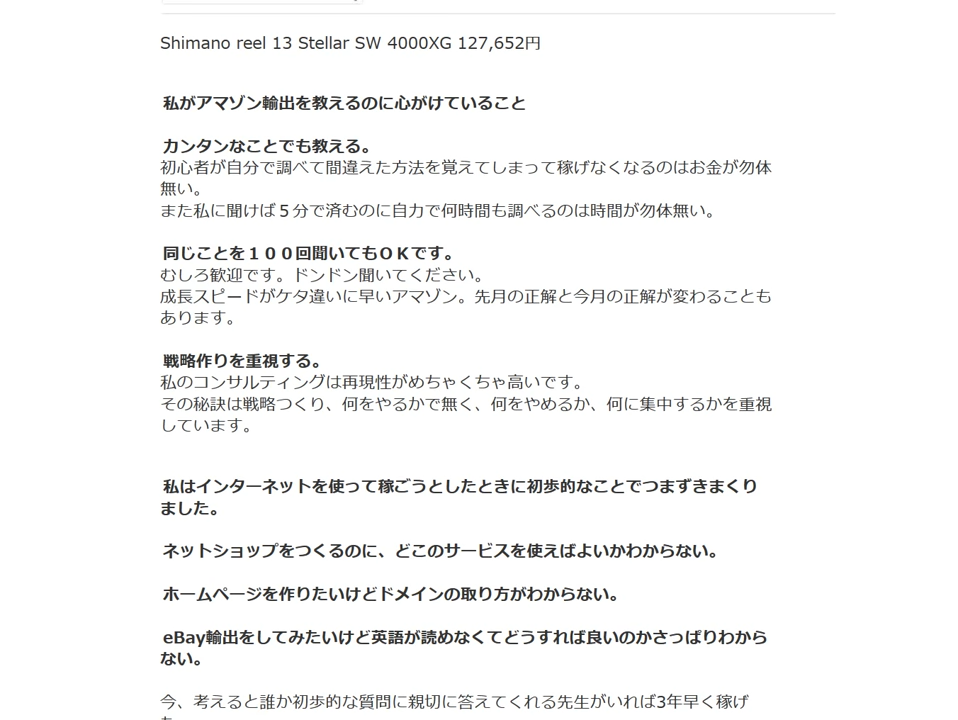 Shimano reel 13 Stellar SW 4000XG 127,652円
私がアマゾン輸出を教えるのに心がけていること
カンタンなことでも教える。
初心者が自分で調べて間違えた方法を覚えてしまって稼げなくなるのはお金が勿体
無い。
また私に聞けば５分で済むのに自力で何時間も調べるのは時間が勿体無い。
同じことを１００回聞いてもＯＫです。
むしろ歓迎です。ドンドン聞いてください。
成長スピードがケタ違いに早いアマゾン。先月の正解と今月の正解が変わることも
あります。
戦略作りを重視する。
私のコンサルティングは再現性がめちゃくちゃ高いです。
その秘訣は戦略つくり、何をやるかで無く、何をやめるか、何に集中するかを重視
しています。
私はインターネットを使って稼ごうとしたときに初歩的なことでつまずきまくり
ました。
ネットショップをつくるのに、どこのサービスを使えばよいかわからない。
ホームページを作りたいけどドメインの取り方がわからない。
eBay輸出をしてみたいけど英語が読めなくてどうすれば良いのかさっぱりわから
ない。
今、考えると誰か初歩的な質問に親切に答えてくれる先生がいれば3年早く稼げ